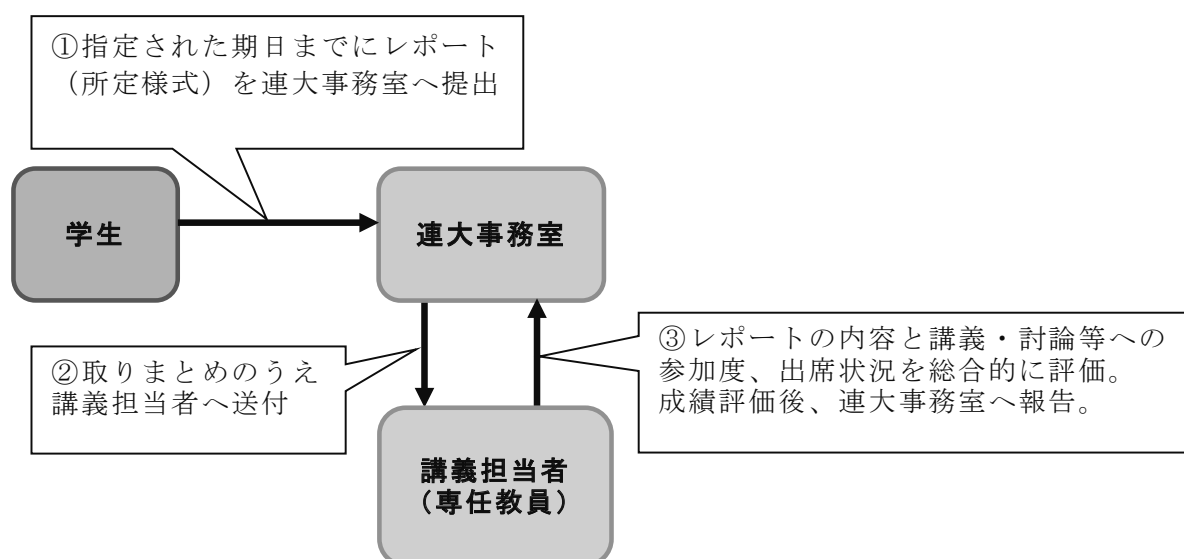 ①指定された期日までにレポート
（所定様式）を連大事務室へ提出
学生
連大事務室
②取りまとめのうえ
講義担当者へ送付
③レポートの内容と講義・討論等への
参加度、出席状況を総合的に評価。
成績評価後、連大事務室へ報告。
講義担当者
（専任教員）